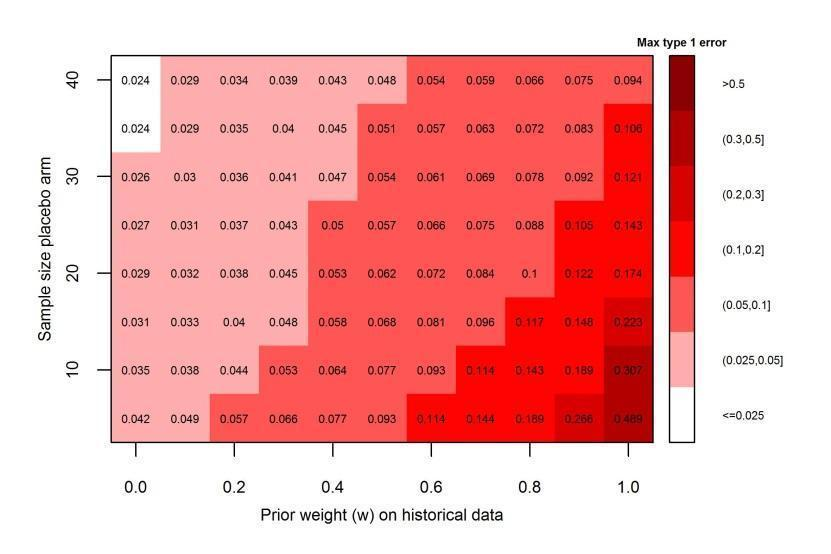 Max type 1 error
40 0.024 0.029 0.034 0.039 0.043 0.048 0.054 0.059 0.066 0.075 0.094 >0.5
0.024 0.029 0.035 0.04 0.045 0.051 0.057 0.063 0.072 0.083 0.106 (0.3,0.5]
30 0.026 0.03 0.036 0.041 0.047 0.054 0.061 0.069 0.078 0.092 0.121 (0.2,0.3]
0.027 0.031 0.037 0.043 0.05 0.057 0.066 0.075 0.088 0.105 0.143 (0.1,0.2]
20 0.029 0.032 0.038 0.045 0.053 0.062 0.072 0.084 0.1 0.122 0.174
0.031 0.033 0.04 0.048 0.058 0.068 0.081 0.096 0.117 0.148 0.223 (0.05,0.1]
10 0.035 0.038 0.044 0.053 0.064 0.077 0.093 0.114 0.143 0.189 0.307 (0.025,0.05]
0.042 0.049 0.057 0.066 0.077 0.093 0.114 0.144 0.189 0.266 0.489 <=0.025
Sample size placebo arm
0.0 0.2 0.4 0.6 0.8 1.0
Prior weight (w) on historical data